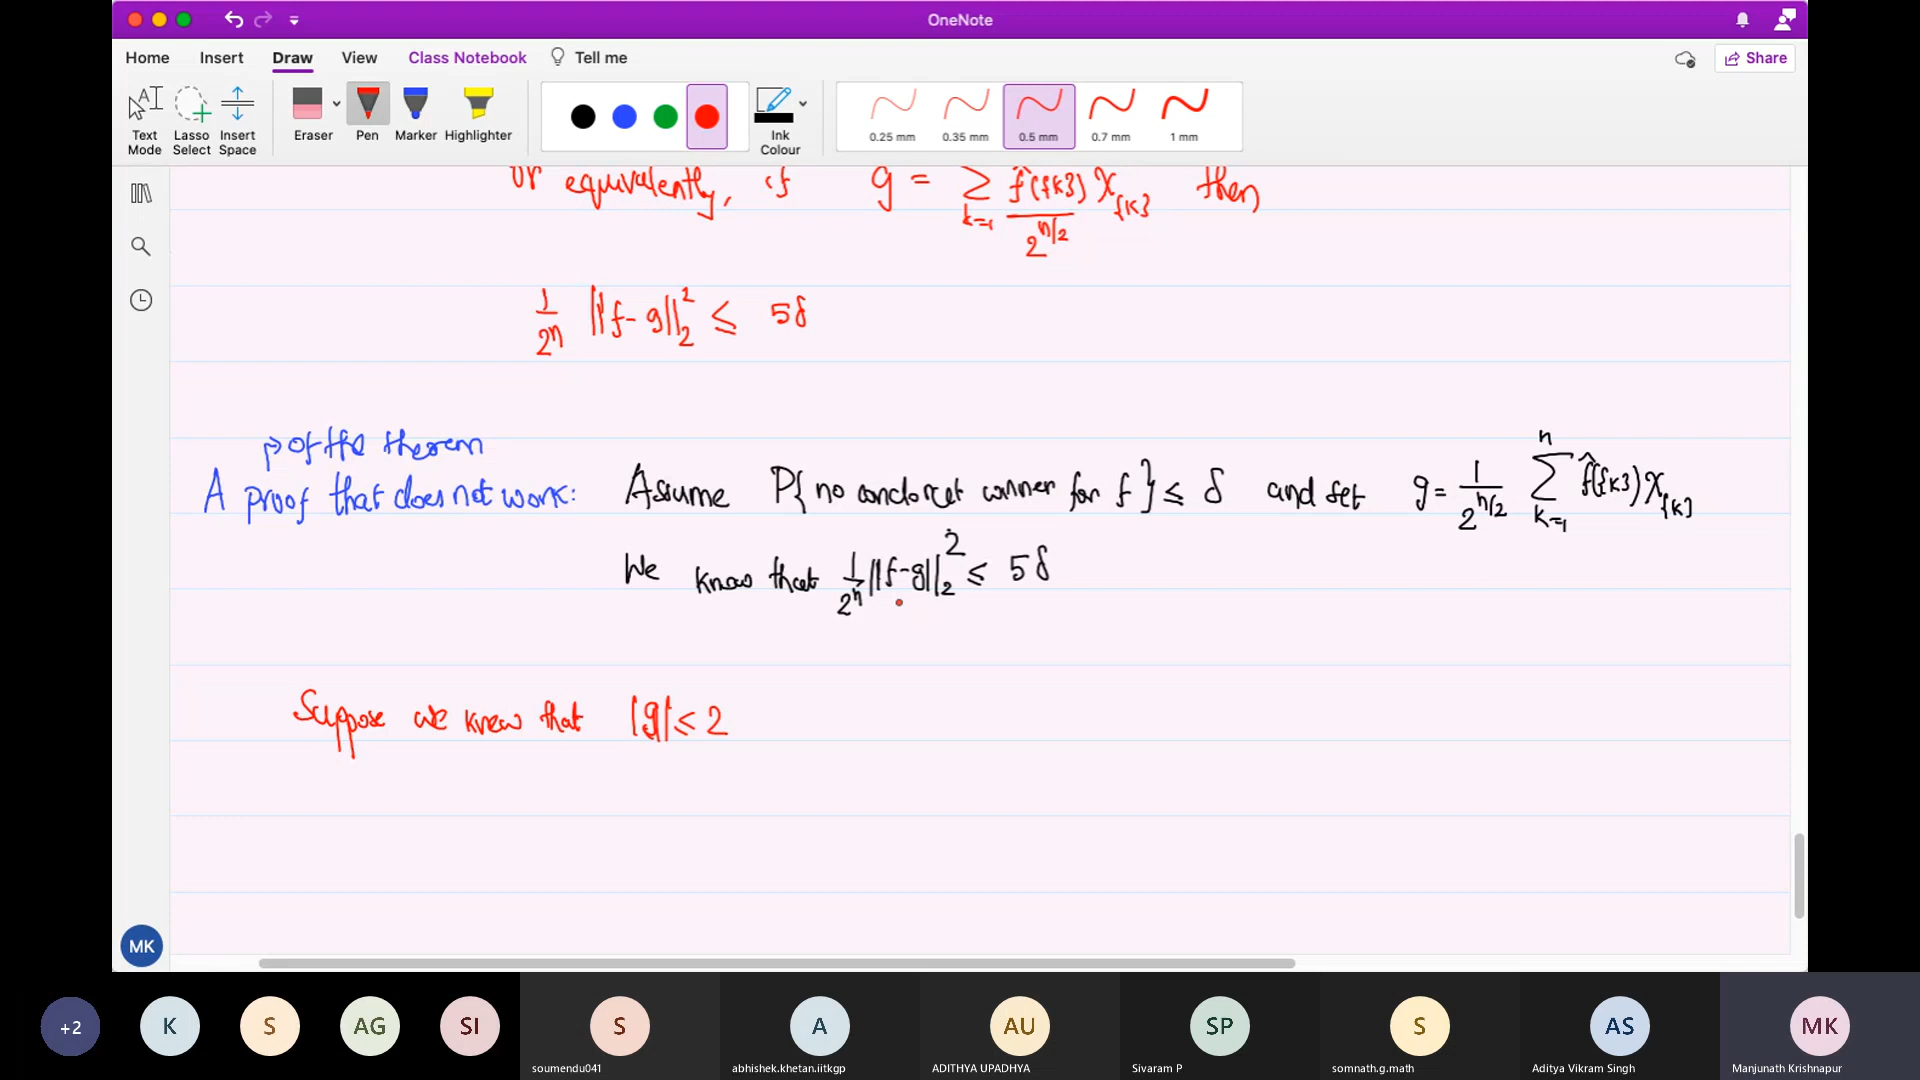 OneNote
Home Insert Draw View Class Notebook Tell me Share
Text Mode Lasso Select Insert Space Eraser Pen Marker Highlighter Ink Colour 0.25 mm 0.35 mm 0.5 mm 0.7 mm 1 mm
Or equivalently, if g = ∑_{k=1} f̂({k})/2^{n/2} χ_{{k}} then
1/2^n ||f-g||_2^2 ≤ 5δ
of the theorem
A proof that does not work: Assume P{no condorcet winner for f} ≤ δ and set g = 1/2^{n/2} ∑_{k=1}^n f̂({k}) χ_{{k}}
We know that 1/2^n ||f-g||_2^2 ≤ 5δ
Suppose we knew that |g| ≤ 2
MK
+2 K S AG SI S A AU SP S AS MK
soumendu041 abhishek.khetan.iitkgp ADITHYA UPADHYA Sivaram P somnath.g.math Aditya Vikram Singh Manjunath Krishnapur